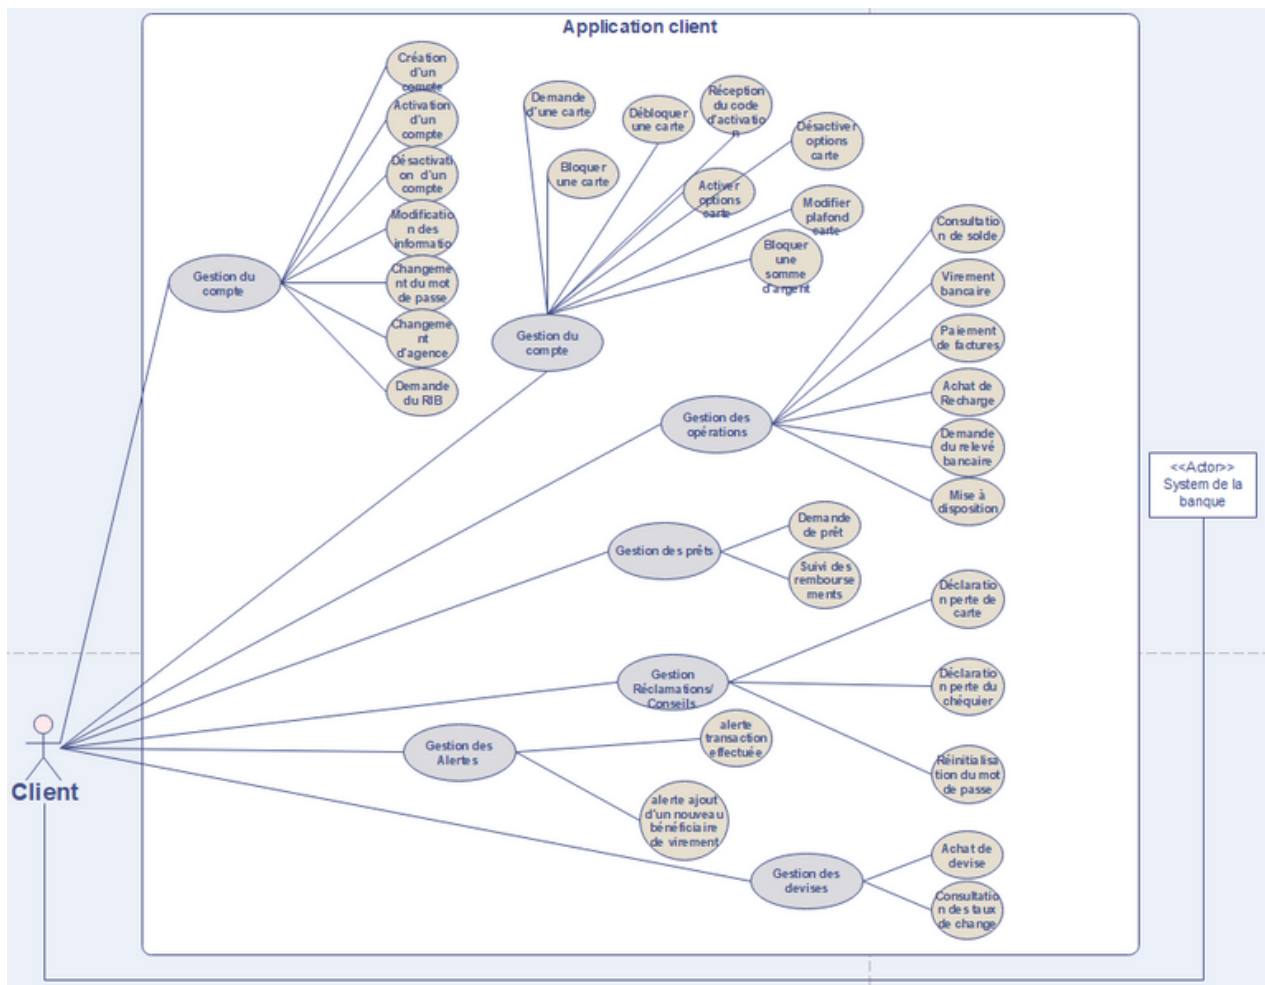 Application client
Création
d'un
compte
Activation
d'un
compte
Désactivati
on d'un
compte
Modificatio
n des
informatio
Changeme
nt du mot
de passe
Changeme
nt
d'agence
Demande
du RIB
Gestion du
compte
Demande
d'une carte
Bloquer
une carte
Débloquer
une carte
Réception
du code
d'activatio
n
Activer
options
carte
Désactiver
options
carte
Modifier
plafond
carte
Bloquer
une
somme
d'argent
Gestion du
compte
Consultatio
n de solde
Virement
bancaire
Paiement
de factures
Achat de
Recharge
Demande
du relevé
bancaire
Mise à
disposition
Gestion des
opérations
<<Actor>>
System de la
banque
Gestion des prêts
Demande
de prêt
Suivi des
rembourse
ments
Gestion
Réclamations/
Conseils
Déclaratio
n perte de
carte
Déclaratio
n perte du
chéquier
Réinitialisa
tion du mot
de passe
Gestion des
Alertes
alerte
transaction
effectuée
alerte ajout
d'un nouveau
bénéficiaire
de virement
Client
Gestion des
devises
Achat de
devise
Consultatio
n des taux
de change